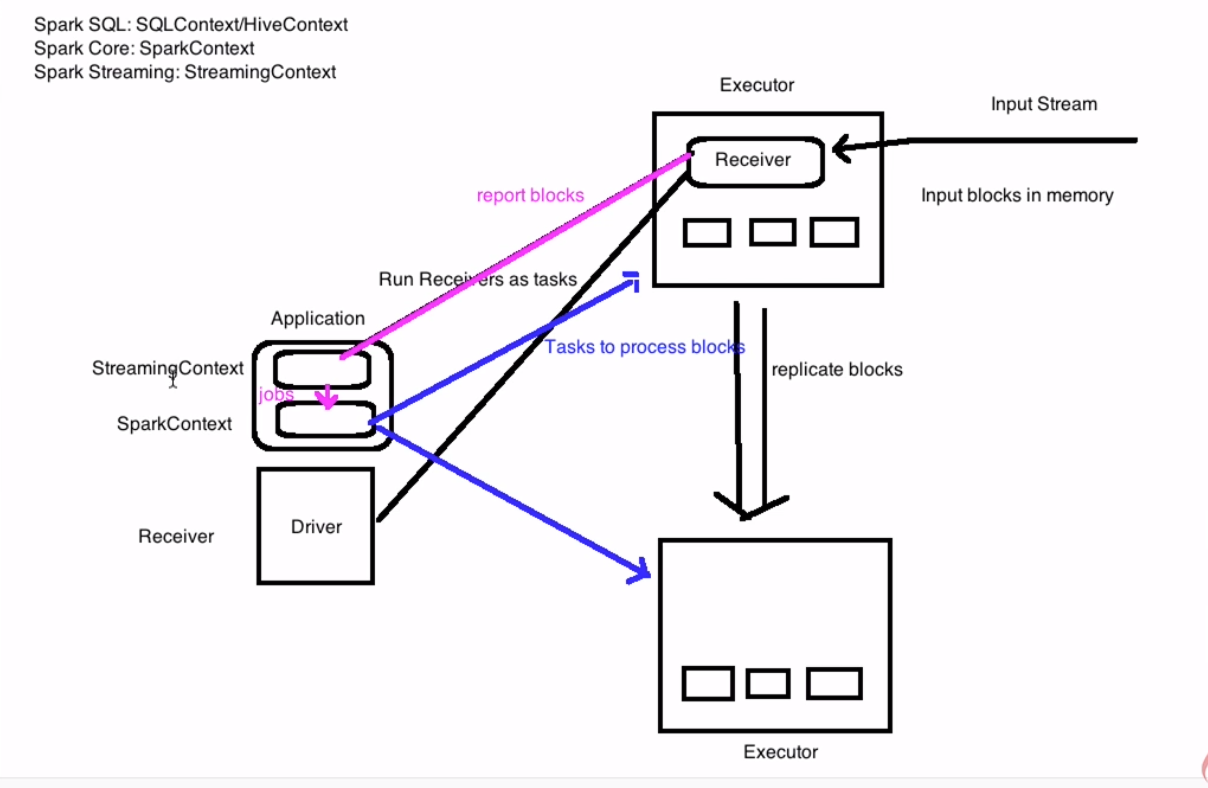 Spark SQL: SQLContext/HiveContext
Spark Core: SparkContext
Spark Streaming: StreamingContext
Executor
Input Stream
Receiver
report blocks
Input blocks in memory
Run Receivers as tasks
Application
Tasks to process blocks
StreamingContext
replicate blocks
jobs
SparkContext
Driver
Receiver
Executor